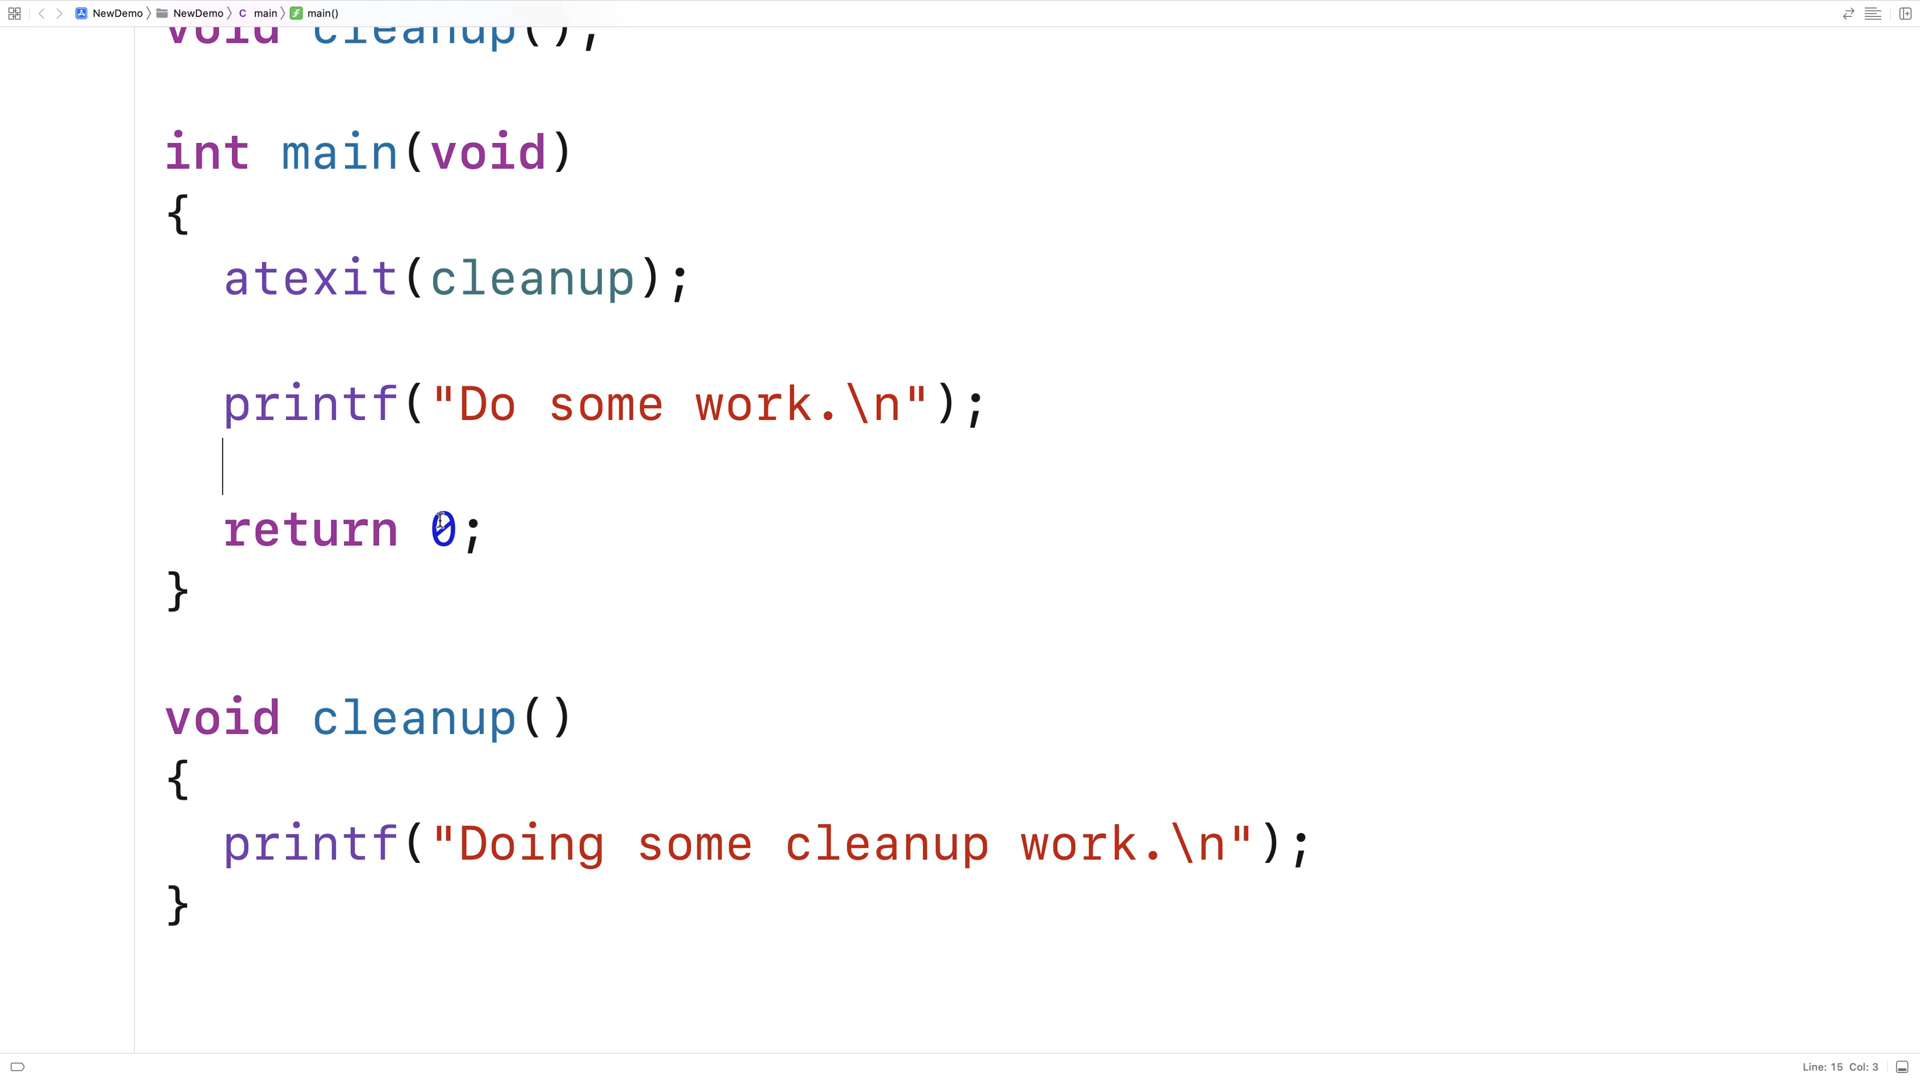 NewDemo 〉 NewDemo 〉 C main 〉 f main()
void cleanup();
int main(void)
{
atexit(cleanup);
printf("Do some work.\n");
return 0;
}
void cleanup()
{
printf("Doing some cleanup work.\n");
}
Line: 15 Col: 3